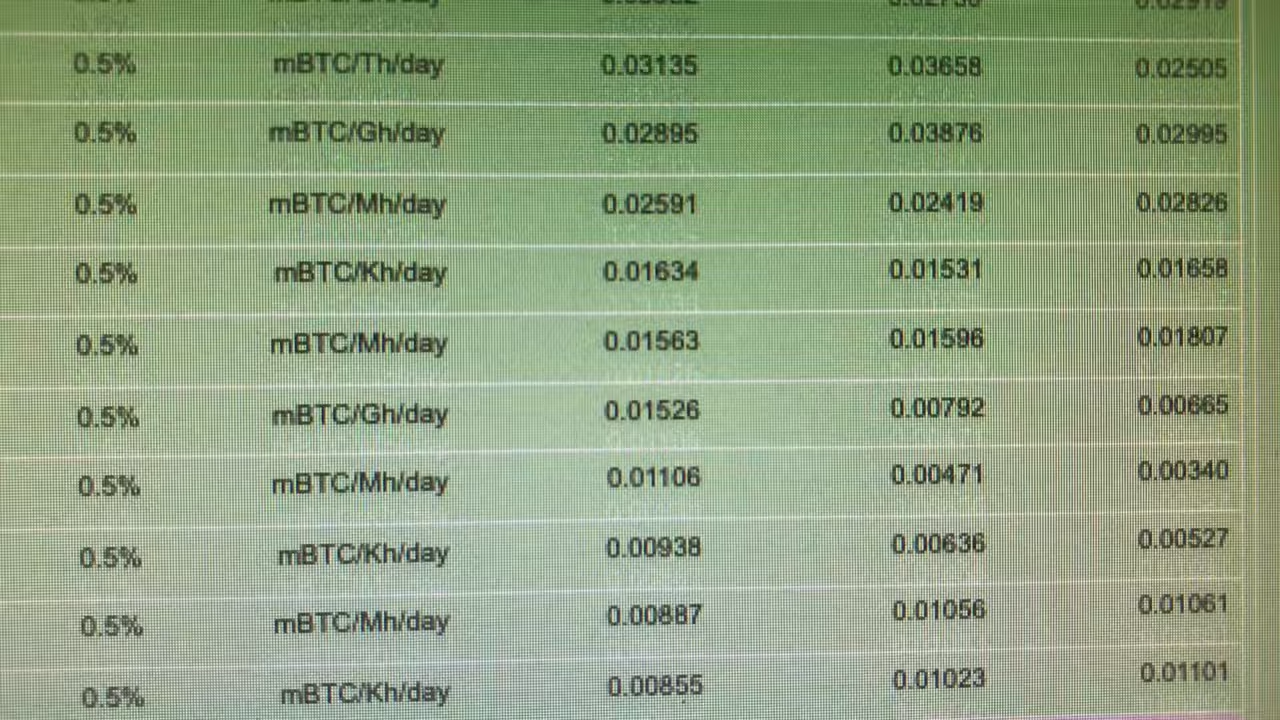 0.5% mBTC/Th/day 0.03135 0.03658 0.02505
0.5% mBTC/Gh/day 0.02895 0.03876 0.02995
0.5% mBTC/Mh/day 0.02591 0.02419 0.02826
0.5% mBTC/Kh/day 0.01634 0.01531 0.01658
0.5% mBTC/Mh/day 0.01563 0.01596 0.01807
0.5% mBTC/Gh/day 0.01526 0.00792 0.00665
0.5% mBTC/Mh/day 0.01106 0.00471 0.00340
0.5% mBTC/Kh/day 0.00938 0.00636 0.00527
0.5% mBTC/Mh/day 0.00887 0.01056 0.01061
0.5% mBTC/Kh/day 0.00855 0.01023 0.01101